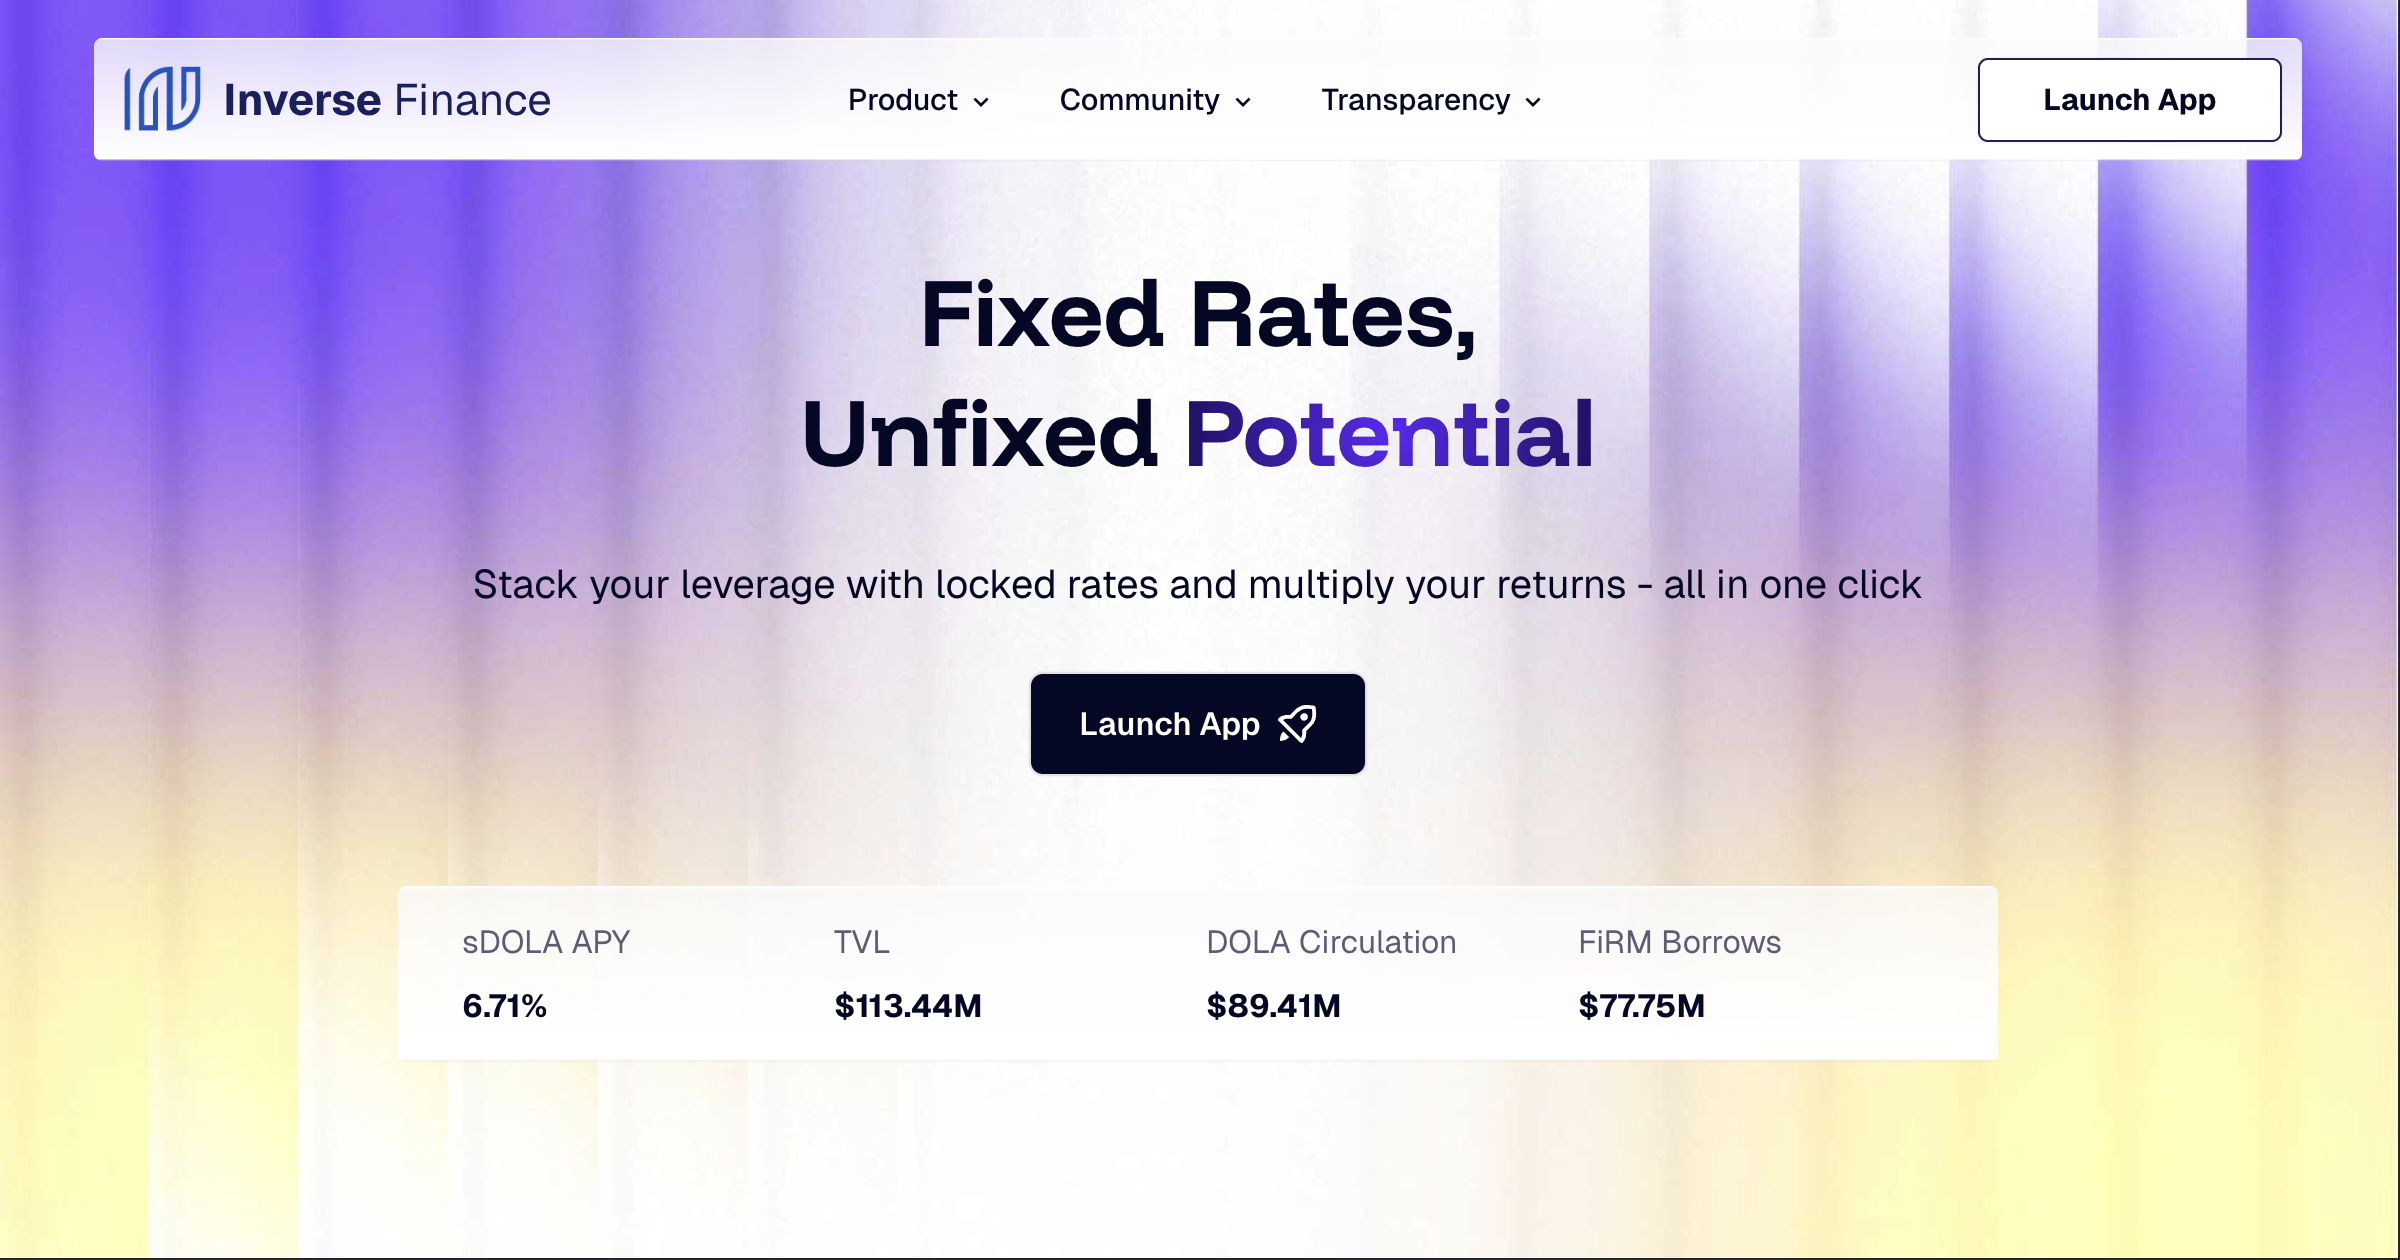 Inverse Finance
Product
Community
Transparency
Launch App
Fixed Rates,
Unfixed Potential
Stack your leverage with locked rates and multiply your returns - all in one click
Launch App
sDOLA APY
6.71%
TVL
$113.44M
DOLA Circulation
$89.41M
FiRM Borrows
$77.75M